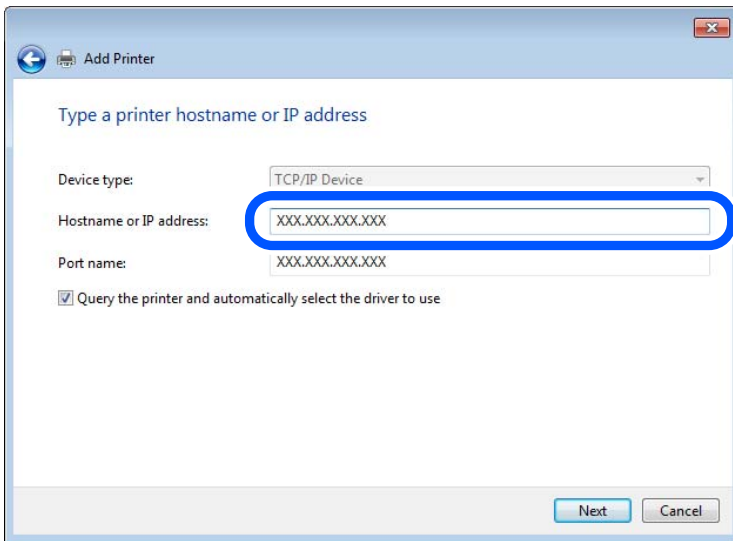 Add Printer
Type a printer hostname or IP address
Device type: TCP/IP Device
Hostname or IP address: XXX.XXX.XXX.XXX
Port name: XXX.XXX.XXX.XXX
Query the printer and automatically select the driver to use
Next Cancel